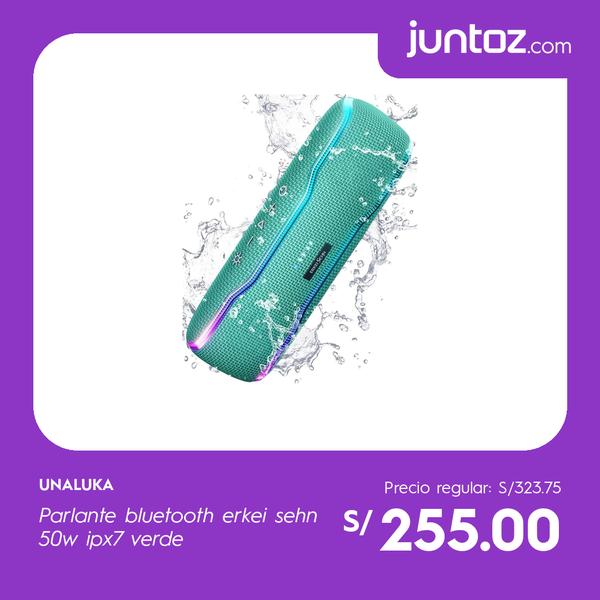 juntoz.com
UNALUKA
Parlante bluetooth erkei sehn
50w ipx7 verde
Precio regular: S/323.75
S/ 255.00